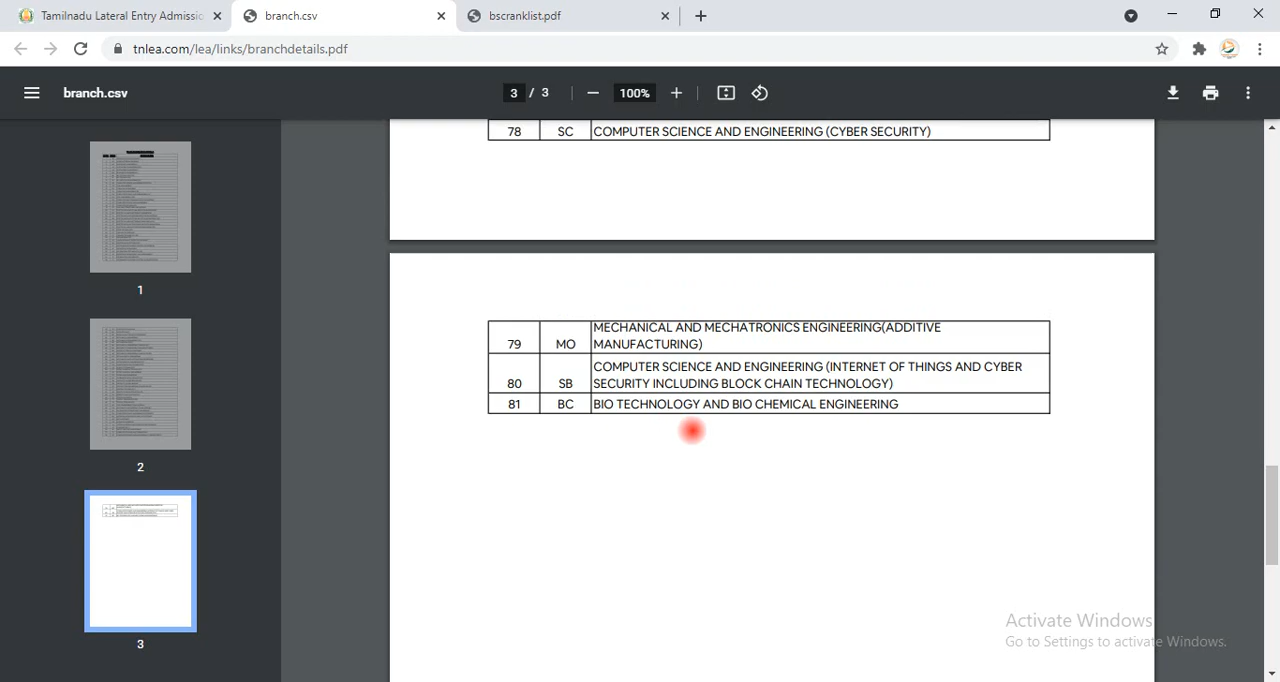 Tamilnadu Lateral Entry Admissio
branch.csv
bscranklist.pdf
tnlea.com/lea/links/branchdetails.pdf
branch.csv
3 / 3
100%
78 SC COMPUTER SCIENCE AND ENGINEERING (CYBER SECURITY)
MECHANICAL AND MECHATRONICS ENGINEERING(ADDITIVE
79 MO MANUFACTURING)
COMPUTER SCIENCE AND ENGINEERING (INTERNET OF THINGS AND CYBER
80 SB SECURITY INCLUDING BLOCK CHAIN TECHNOLOGY)
81 BC BIO TECHNOLOGY AND BIO CHEMICAL ENGINEERING
1
2
3
Activate Windows
Go to Settings to activate Windows.